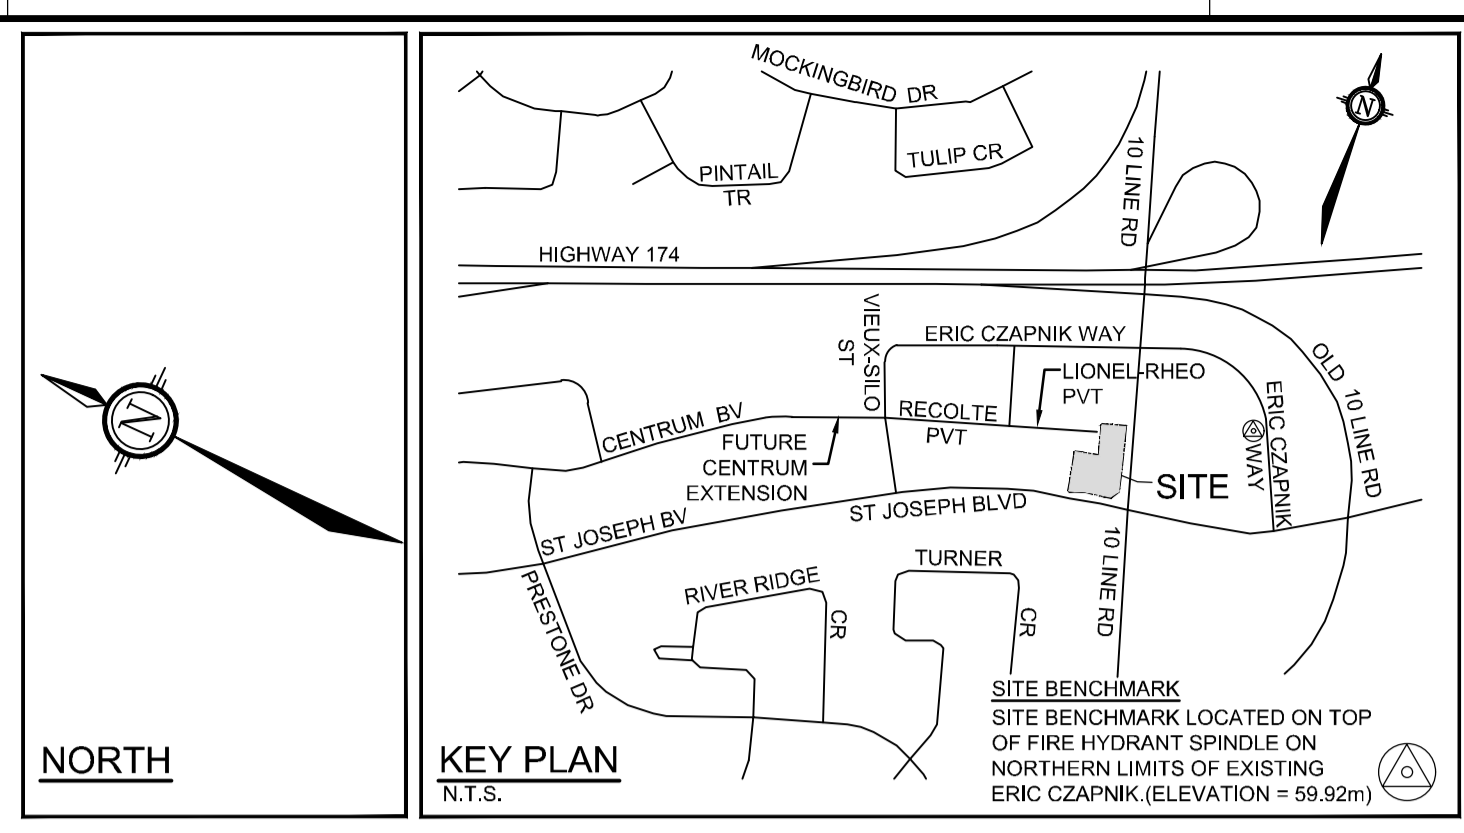 N
NORTH
MOCKINGBIRD DR
PINTAIL
TR
TULIP CR
10 LINE RD
N
HIGHWAY 174
VIEUX-SILO
ST
ERIC CZAPNIK WAY
LIONEL-RHEO
PVT
OLD 10 LINE RD
ERIC CZAPNIK
WAY
RECOLTE
PVT
CENTRUM BV
FUTURE
CENTRUM
EXTENSION
SITE
ST JOSEPH BV
ST JOSEPH BLVD
10 LINE RD
PRESTONE DR
RIVER RIDGE
CR
TURNER
CR
SITE BENCHMARK
SITE BENCHMARK LOCATED ON TOP
OF FIRE HYDRANT SPINDLE ON
NORTHERN LIMITS OF EXISTING
ERIC CZAPNIK.(ELEVATION = 59.92m)
KEY PLAN
N.T.S.